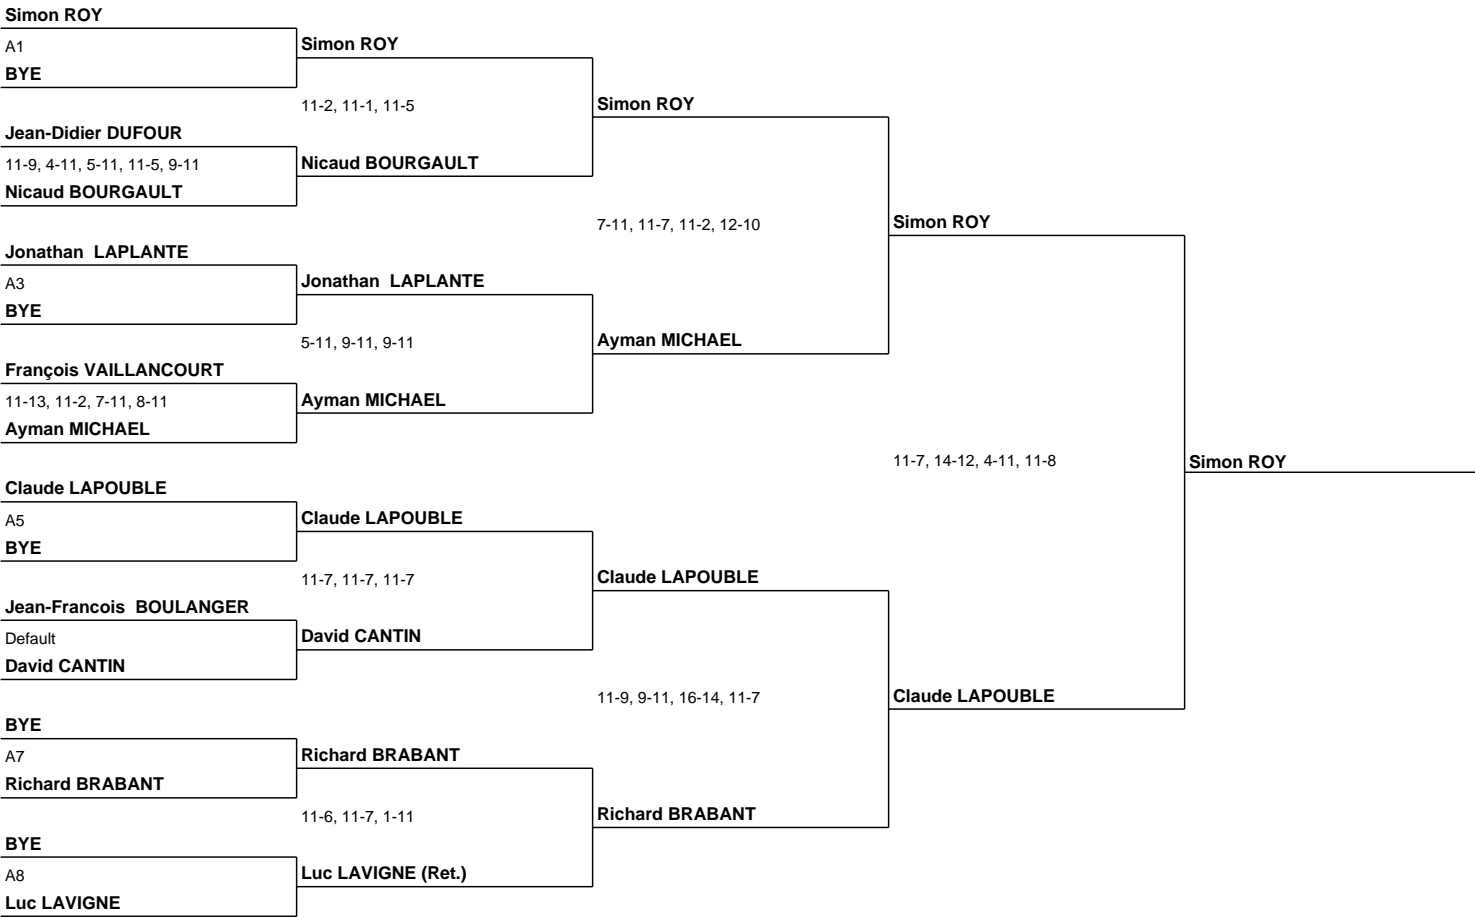 Simon ROY
A1
BYE
Simon ROY
11-2, 11-1, 11-5
Simon ROY
Jean-Didier DUFOUR
11-9, 4-11, 5-11, 11-5, 9-11
Nicaud BOURGAULT
Nicaud BOURGAULT
7-11, 11-7, 11-2, 12-10
Simon ROY
Jonathan  LAPLANTE
A3
BYE
Jonathan  LAPLANTE
5-11, 9-11, 9-11
Ayman MICHAEL
François VAILLANCOURT
11-13, 11-2, 7-11, 8-11
Ayman MICHAEL
Ayman MICHAEL
11-7, 14-12, 4-11, 11-8
Simon ROY
Claude LAPOUBLE
A5
BYE
Claude LAPOUBLE
11-7, 11-7, 11-7
Claude LAPOUBLE
Jean-Francois  BOULANGER
Default
David CANTIN
David CANTIN
11-9, 9-11, 16-14, 11-7
Claude LAPOUBLE
BYE
A7
Richard BRABANT
Richard BRABANT
11-6, 11-7, 1-11
Richard BRABANT
BYE
A8
Luc LAVIGNE
Luc LAVIGNE (Ret.)